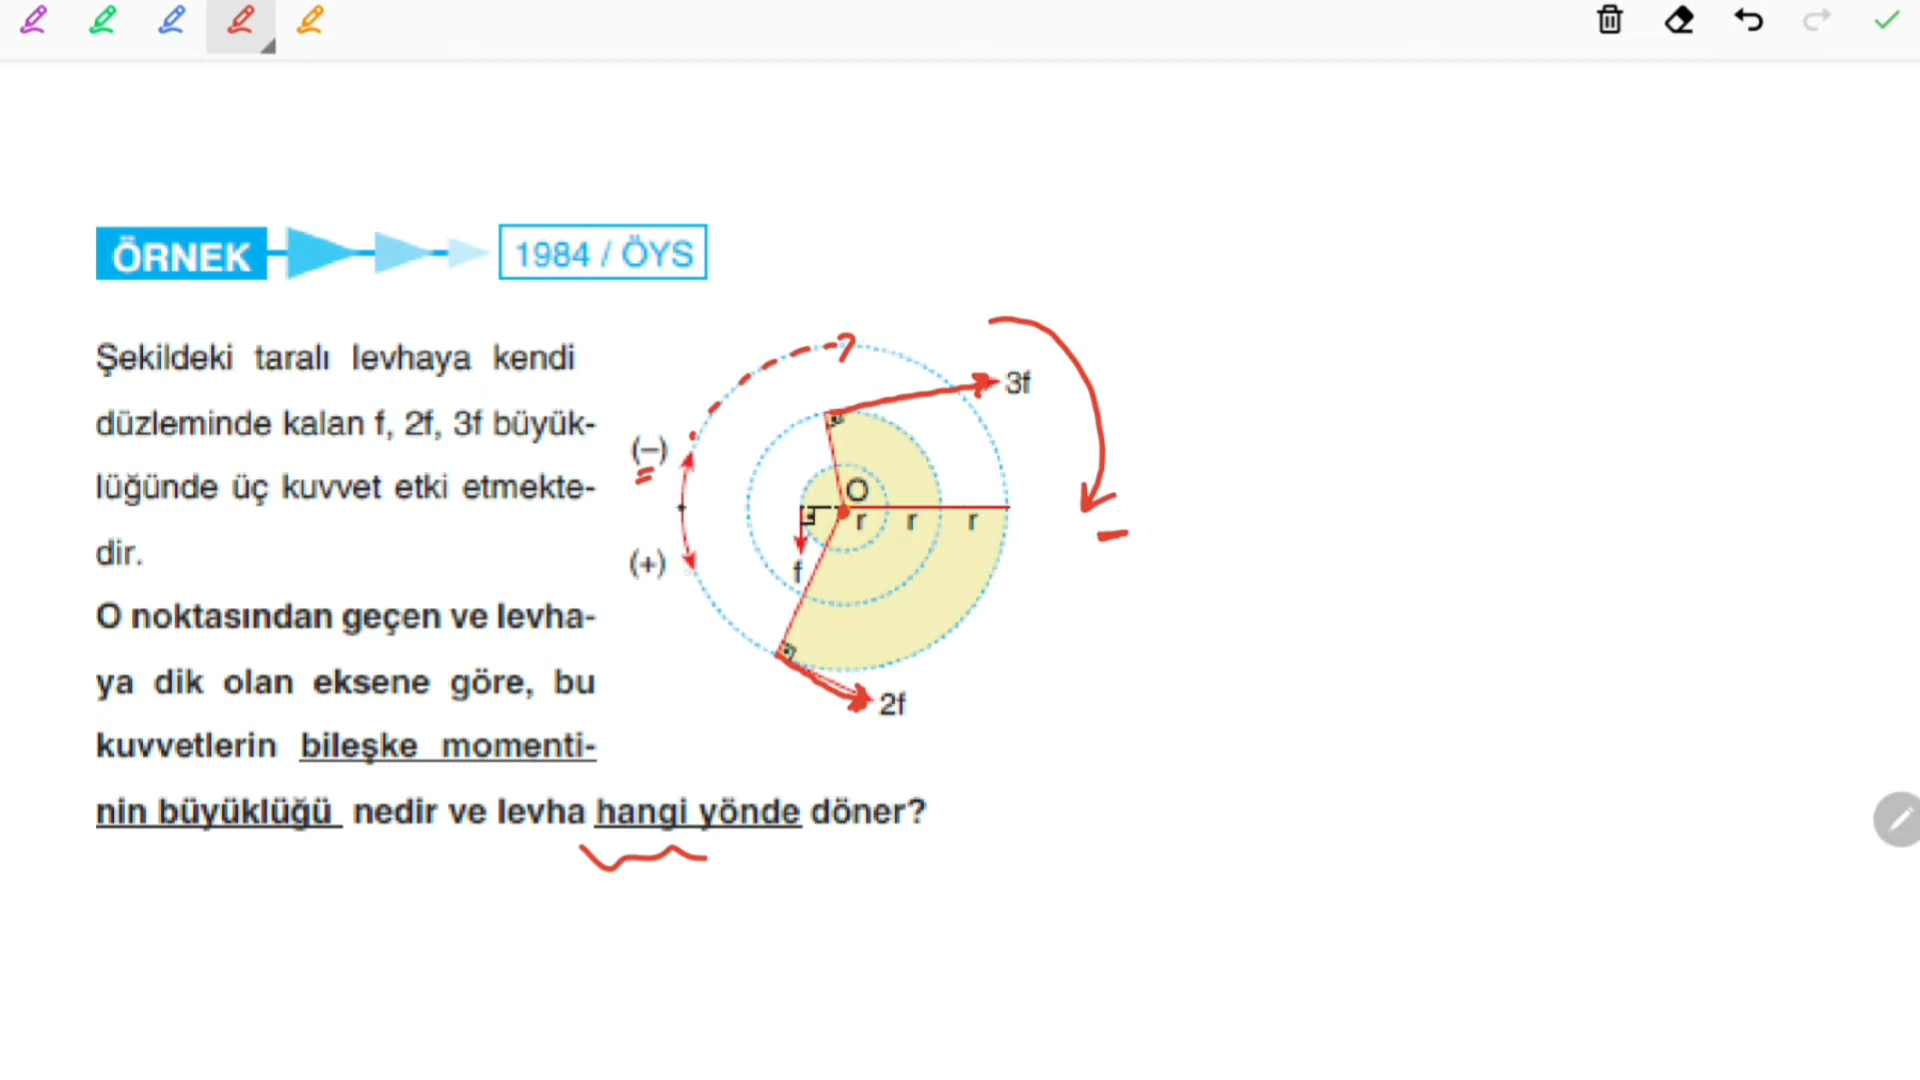 ÖRNEK
1984 / ÖYS
Şekildeki taralı levhaya kendi
düzleminde kalan f, 2f, 3f büyük-
lüğünde üç kuvvet etki etmekte-
dir.
O noktasından geçen ve levha-
ya dik olan eksene göre, bu
kuvvetlerin bileşke momenti-
nin büyüklüğü nedir ve levha hangi yönde döner?
3f
(–)
O
r r r
(+)
f
2f
–